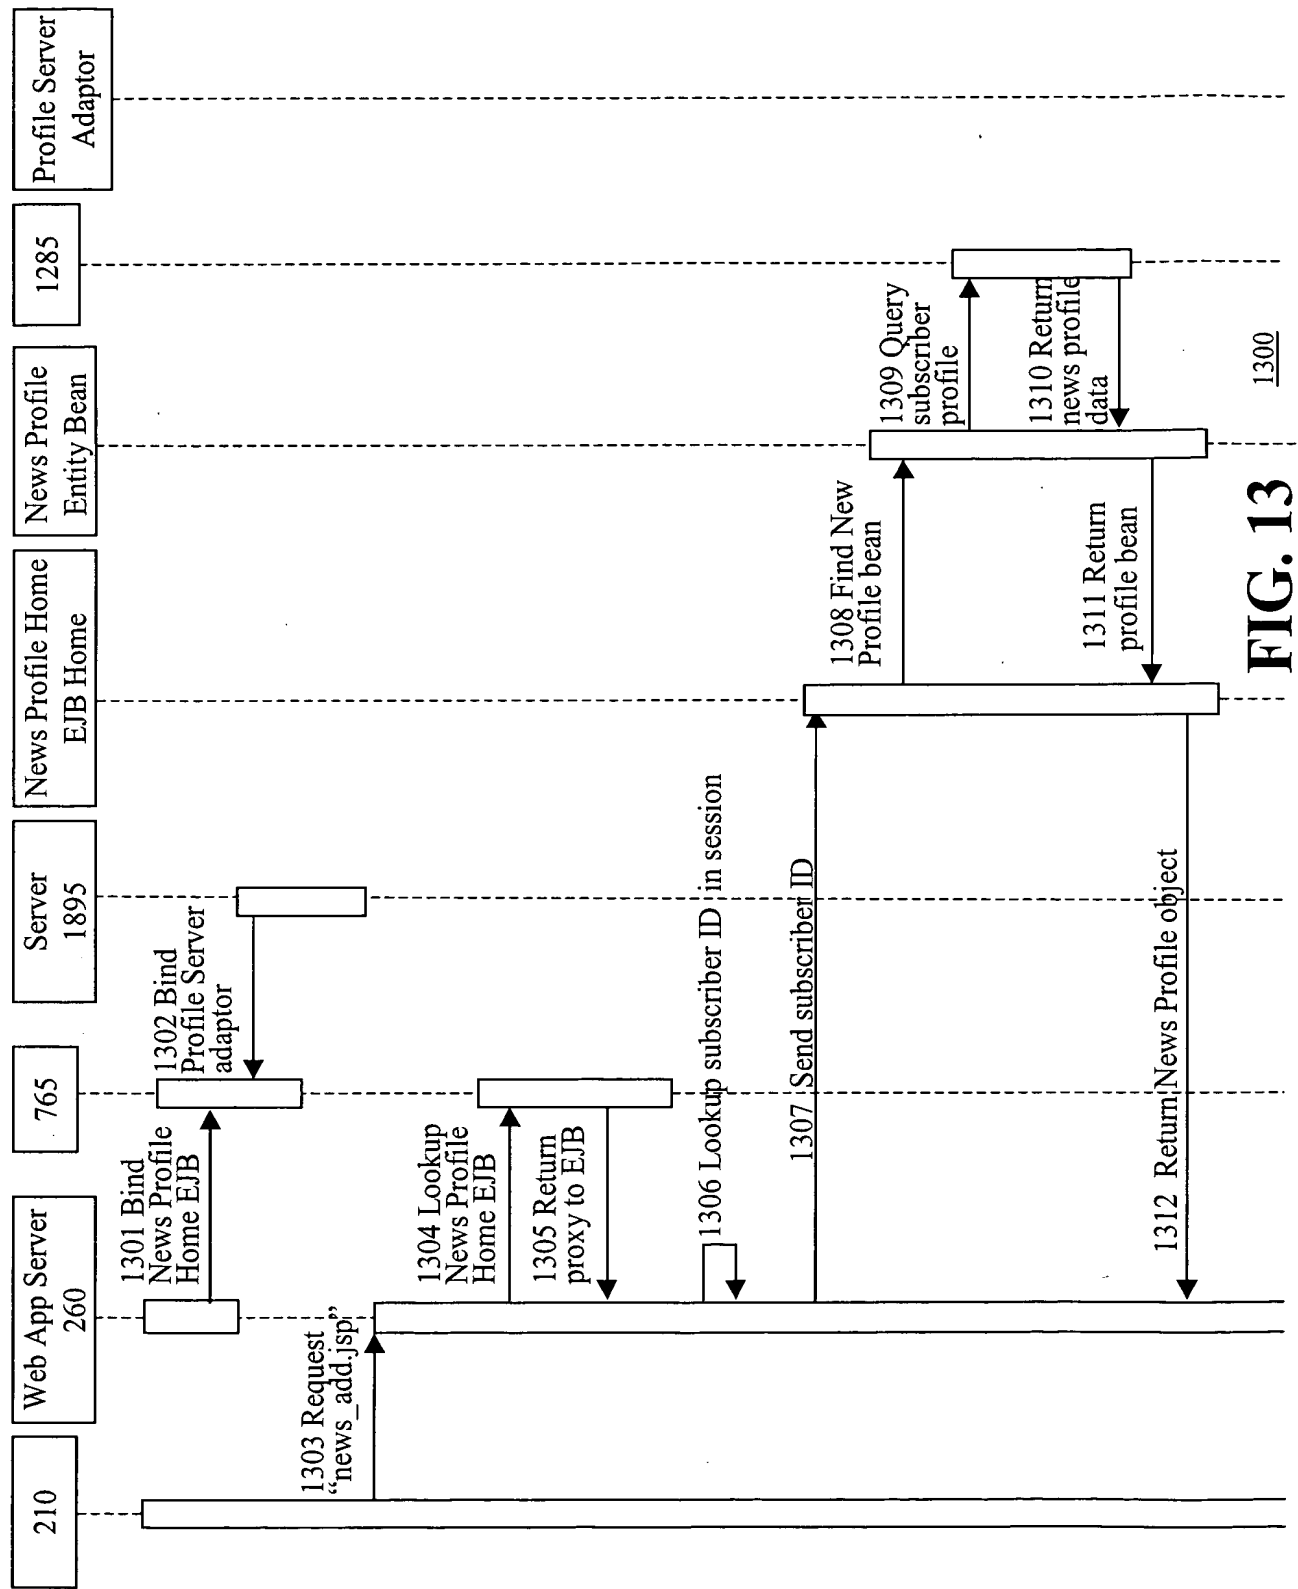 210
Web App Server
260
765
Server
1895
News Profile Home
EJB Home
News Profile
Entity Bean
1285
Profile Server
Adaptor
1301 Bind
News Profile
Home EJB
1302 Bind
Profile Server
adaptor
1303 Request
“news_add.jsp”
1304 Lookup
News Profile
Home EJB
1305 Return
proxy to EJB
1306 Lookup subscriber ID in session
1307 Send subscriber ID
1308 Find New
Profile bean
1309 Query
subscriber
profile
1310 Return
news profile
data
1311 Return
profile bean
1312 Return News Profile object
1300
FIG. 13